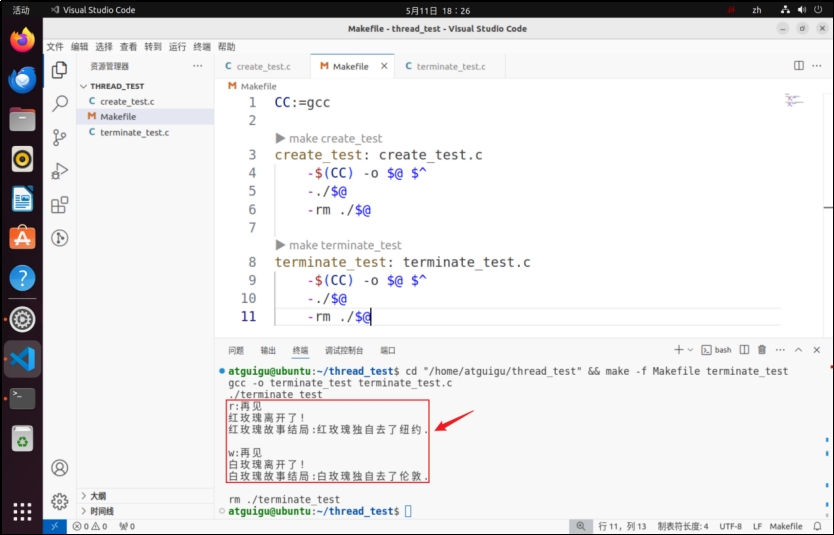 活动
Visual Studio Code
5月11日 18：26
zh
Makefile - thread_test - Visual Studio Code
文件 编辑 选择 查看 转到 运行 终端 帮助
资源管理器
THREAD_TEST
C create_test.c
M Makefile
C terminate_test.c
大纲
时间线
C create_test.c
M Makefile
C terminate_test.c
M Makefile
1 CC:=gcc
2
make create_test
3 create_test: create_test.c
4 -$(CC) -o $@ $^
5 -./$@
6 -rm ./$@
7
make terminate_test
8 terminate_test: terminate_test.c
9 -$(CC) -o $@ $^
10 -./$@
11 -rm ./$@
问题 输出 终端 调试控制台 端口
bash
atguigu@ubuntu:~/thread_test$ cd "/home/atguigu/thread_test" && make -f Makefile terminate_test
gcc -o terminate_test terminate_test.c
./terminate_test
r:再见
红玫瑰离开了!
红玫瑰故事结局:红玫瑰独自去了纽约.
w:再见
白玫瑰离开了!
白玫瑰故事结局:白玫瑰独自去了伦敦.
rm ./terminate_test
atguigu@ubuntu:~/thread_test$
0 0 0
行 11，列 13 制表符长度: 4 UTF-8 LF Makefile